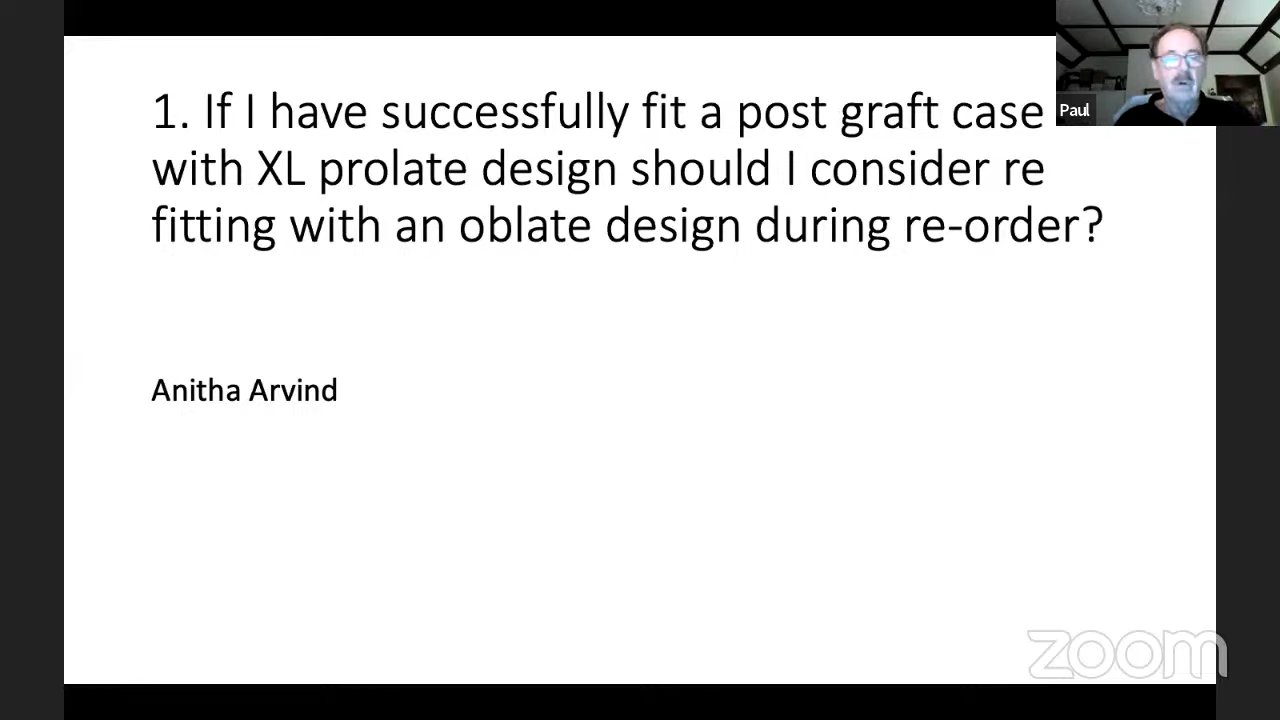 1. If I have successfully fit a post graft case
with XL prolate design should I consider re
fitting with an oblate design during re-order?
Anitha Arvind
Paul
zoom